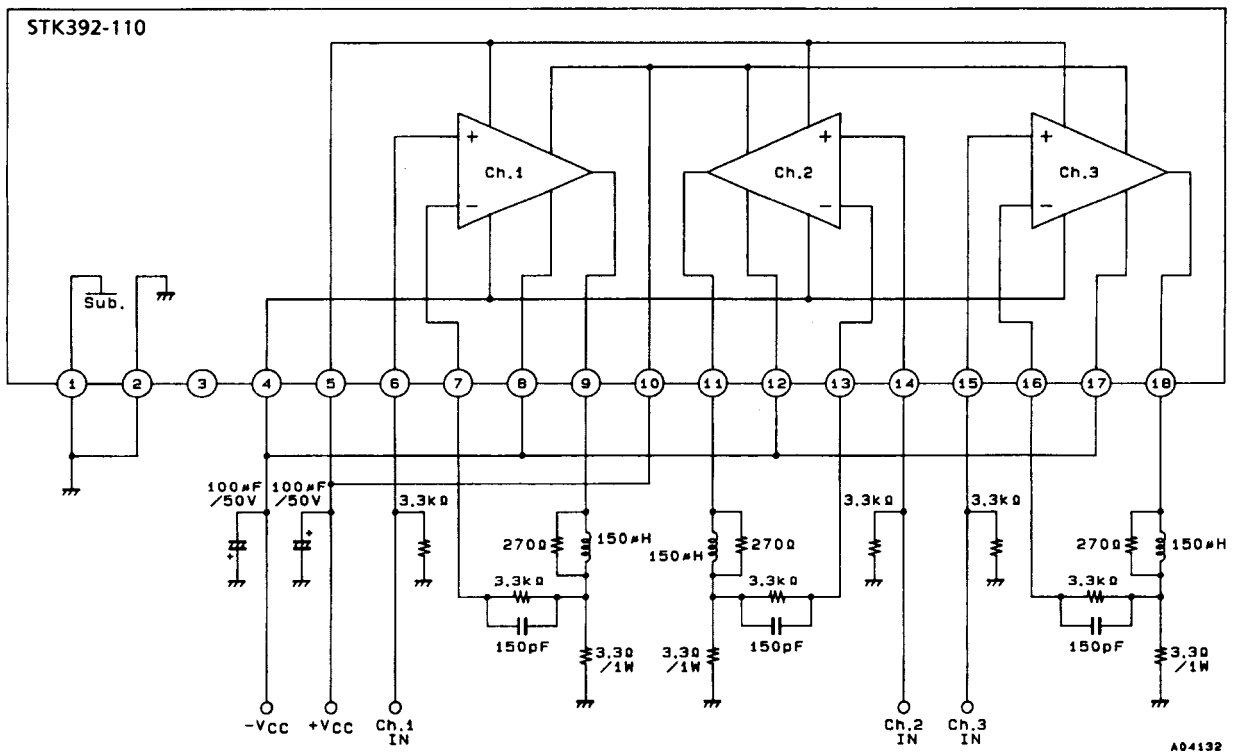 STK392-110
+
Ch.1
−
+
Ch.2
−
+
Ch.3
−
Sub.
1
2
3
4
5
6
7
8
9
10
11
12
13
14
15
16
17
18
100μF
/50V
100μF
/50V
+
+
3.3kΩ
270Ω
150μH
3.3kΩ
150pF
3.3Ω
/1W
150μH
270Ω
3.3kΩ
150pF
3.3Ω
/1W
3.3kΩ
3.3kΩ
270Ω
150μH
3.3kΩ
150pF
3.3Ω
/1W
−VCC
+VCC
Ch.1
IN
Ch.2
IN
Ch.3
IN
A04132